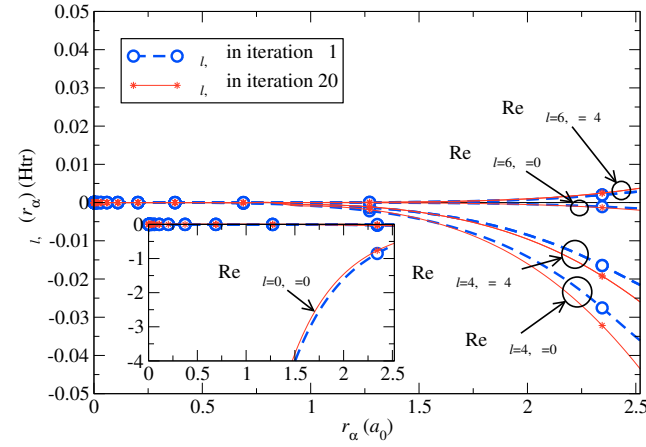 0.05
0.04
0.03
0.02
0.01
0
-0.01
-0.02
-0.03
-0.04
-0.05
l, (r_α) (Htr)
l, in iteration 1
l, in iteration 20
Re l=6, = 4
Re l=6, =0
Re l=4, = 4
Re l=4, =0
0
-1
-2
-3
-4
Re l=0, =0
0 0.5 1 1.5 2 2.5
0 0.5 1 1.5 2 2.5
r_α (a_0)